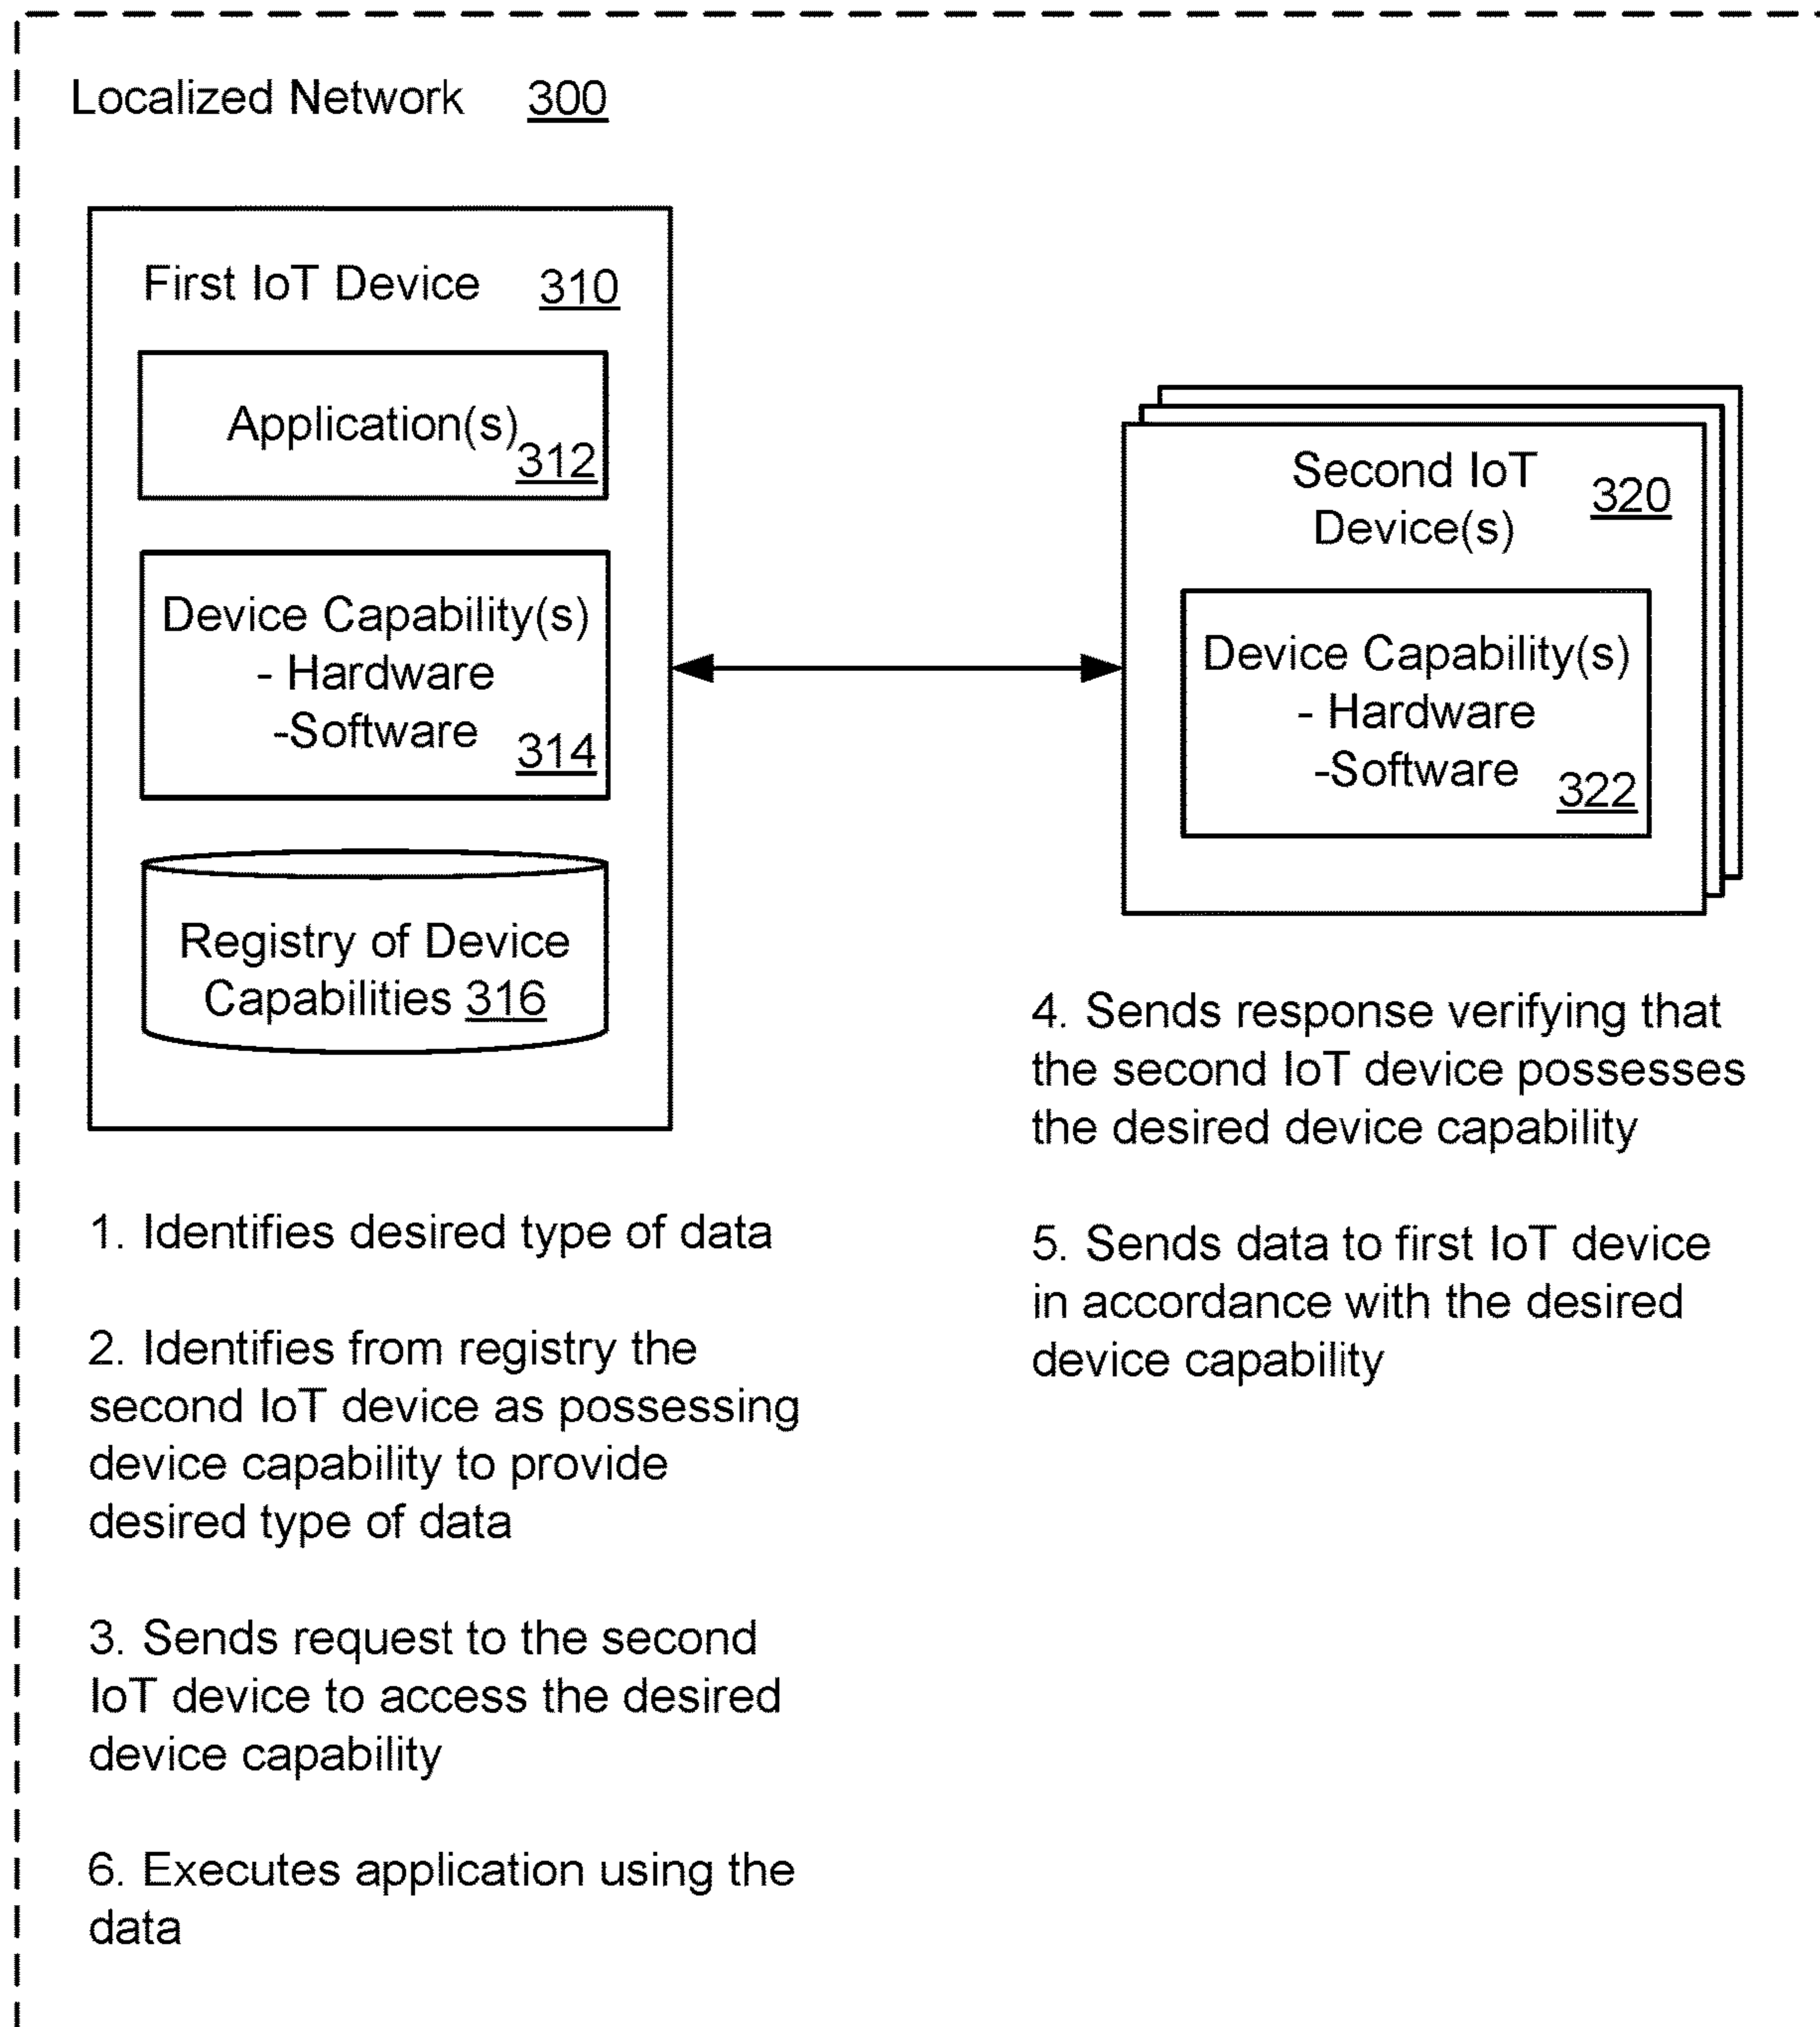 Localized Network 300
First IoT Device 310
Application(s) 312
Device Capability(s)
- Hardware
-Software 314
Registry of Device
Capabilities 316
Second IoT
Device(s) 320
Device Capability(s)
- Hardware
-Software 322
1. Identifies desired type of data
2. Identifies from registry the
second IoT device as possessing
device capability to provide
desired type of data
3. Sends request to the second
IoT device to access the desired
device capability
6. Executes application using the
data
4. Sends response verifying that
the second IoT device possesses
the desired device capability
5. Sends data to first IoT device
in accordance with the desired
device capability